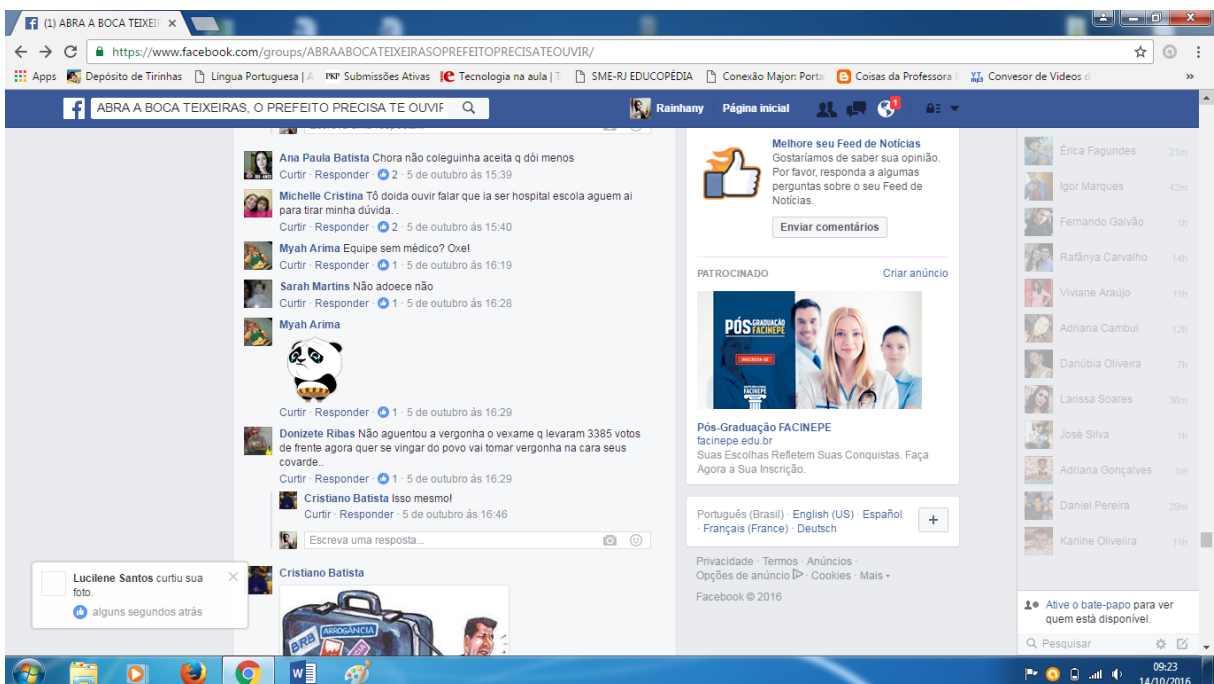 (1) ABRA A BOCA TEIXEIR
https://www.facebook.com/groups/ABRAABOCATEIXEIRASOPREFEITOPRECISATEOUVIR/
Apps Depósito de Tirinhas Língua Portuguesa | A PKP Submissões Ativas Tecnologia na aula | T SME-RJ EDUCOPÉDIA Conexão Major: Porta Coisas da Professora F Convesor de Videos d »
ABRA A BOCA TEIXEIRAS, O PREFEITO PRECISA TE OUVIR Rainhany Página inicial 1
Escreva uma resposta...
Ana Paula Batista Chora não coleguinha aceita q dói menos
Curtir · Responder · 2 · 5 de outubro às 15:39
Michelle Cristina Tô doida ouvir falar que ia ser hospital escola aguem ai
para tirar minha dúvida. .
Curtir · Responder · 2 · 5 de outubro às 15:40
Myah Arima Equipe sem médico? Oxe!
Curtir · Responder · 1 · 5 de outubro às 16:19
Sarah Martins Não adoece não
Curtir · Responder · 1 · 5 de outubro às 16:28
Myah Arima
Curtir · Responder · 1 · 5 de outubro às 16:29
Donizete Ribas Não aguentou a vergonha o vexame q levaram 3385 votos
de frente agora quer se vingar do povo vai tomar vergonha na cara seus
covarde..
Curtir · Responder · 1 · 5 de outubro às 16:29
Cristiano Batista Isso mesmo!
Curtir · Responder · 5 de outubro às 16:46
Escreva uma resposta...
Cristiano Batista
BRB
ARROGÂNCIA
Lucilene Santos curtiu sua
foto.
alguns segundos atrás
Melhore seu Feed de Notícias
Gostaríamos de saber sua opinião.
Por favor, responda a algumas
perguntas sobre o seu Feed de
Notícias.
Enviar comentários
PATROCINADO Criar anúncio
PÓS GRADUAÇÃO
FACINEPE
INSCREVA-SE
FACINEPE
Pós-Graduação FACINEPE
facinepe.edu.br
Suas Escolhas Refletem Suas Conquistas. Faça
Agora a Sua Inscrição.
Português (Brasil) · English (US) · Español
· Français (France) · Deutsch
Privacidade · Termos · Anúncios ·
Opções de anúncio · Cookies · Mais
Facebook © 2016
Érica Fagundes 21m
Igor Marques 42m
Fernando Galvão 1h
Rafânya Carvalho 14h
Viviane Araújo 11h
Adriana Cambuí 12h
Danúbia Oliveira 7h
Larissa Soares 36m
José Silva 1h
Adriana Gonçalves 1m
Daniel Pereira 29m
Karine Oliveiira 11h
Ative o bate-papo para ver
quem está disponível.
Pesquisar
09:23
14/10/2016